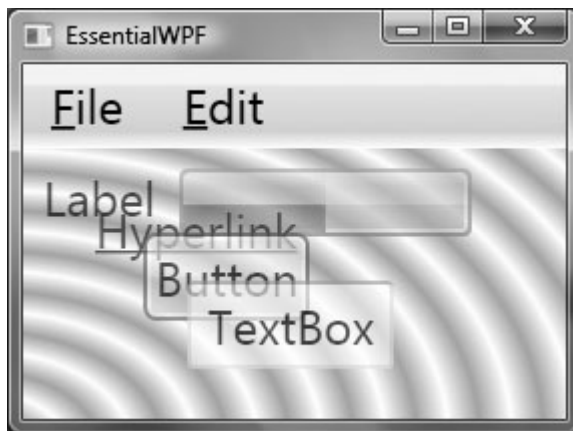 EssentialWPF
File Edit
Label
Hyperlink
Button
TextBox